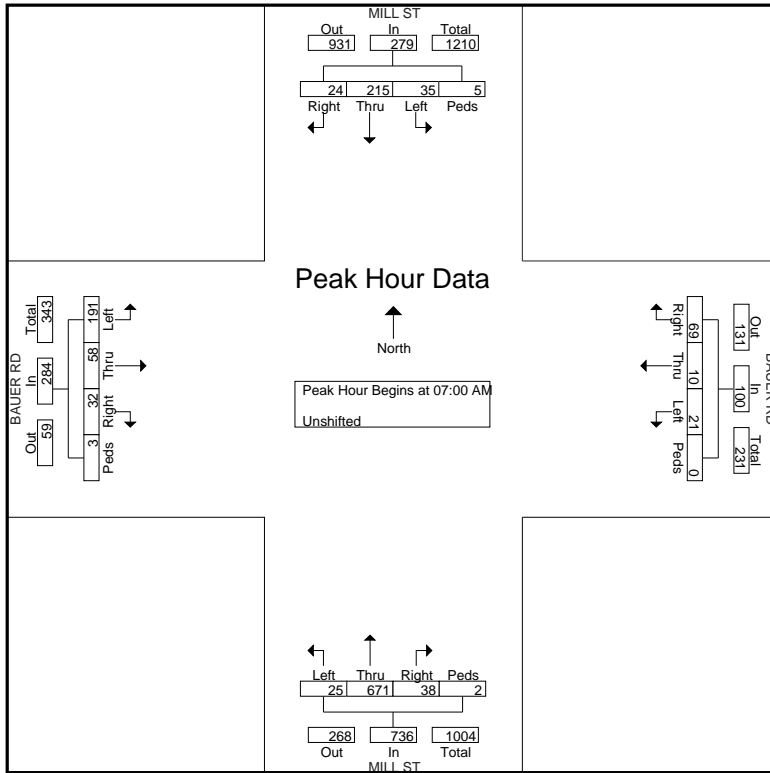 MILL ST
Out In Total
931 279 1210
24 215 35 5
Right Thru Left Peds
Peak Hour Data
North
Peak Hour Begins at 07:00 AM
Unshifted
BAUER RD
Out In Total
59 284 343
Left Thru Right Peds
191 58 32 3
BAUER RD
Out In Total
131 100 231
Right Thru Left Peds
69 10 21 0
Left Thru Right Peds
25 671 38 2
268 736 1004
Out In Total
MILL ST